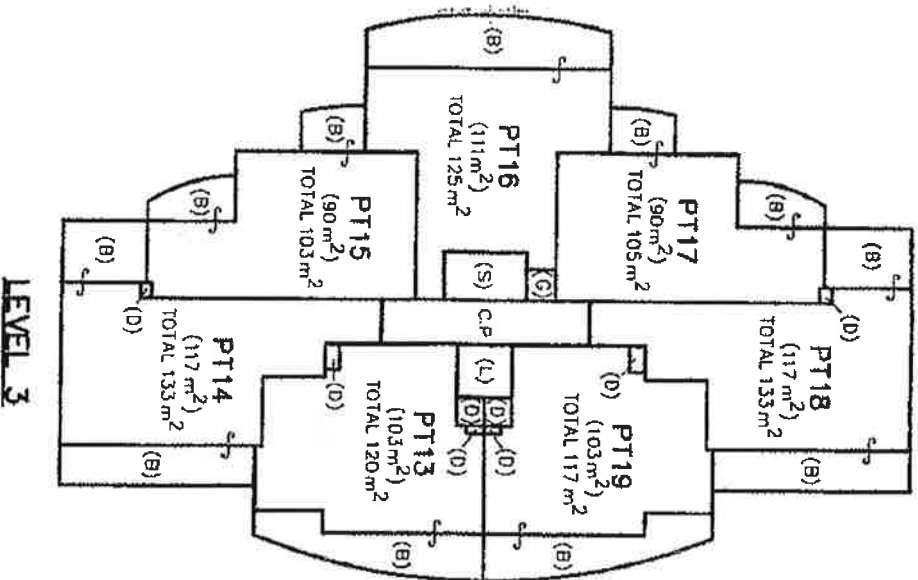 (B)
PT16
(111m²)
TOTAL 125m²
(B)
(B)
PT15
(90m²)
TOTAL 103m²
(B)
(B)
PT17
(90m²)
TOTAL 105m²
(B)
(B)
(S)
(G)
C.P
(L)
(D)
(D)
(D)
(D)
PT14
(117m²)
TOTAL 133m²
(D)
(B)
PT18
(117m²)
TOTAL 133m²
(D)
(B)
PT13
(103m²)
TOTAL 120m²
(D)
(B)
PT19
(103m²)
TOTAL 117m²
(D)
(B)
LEVEL 3